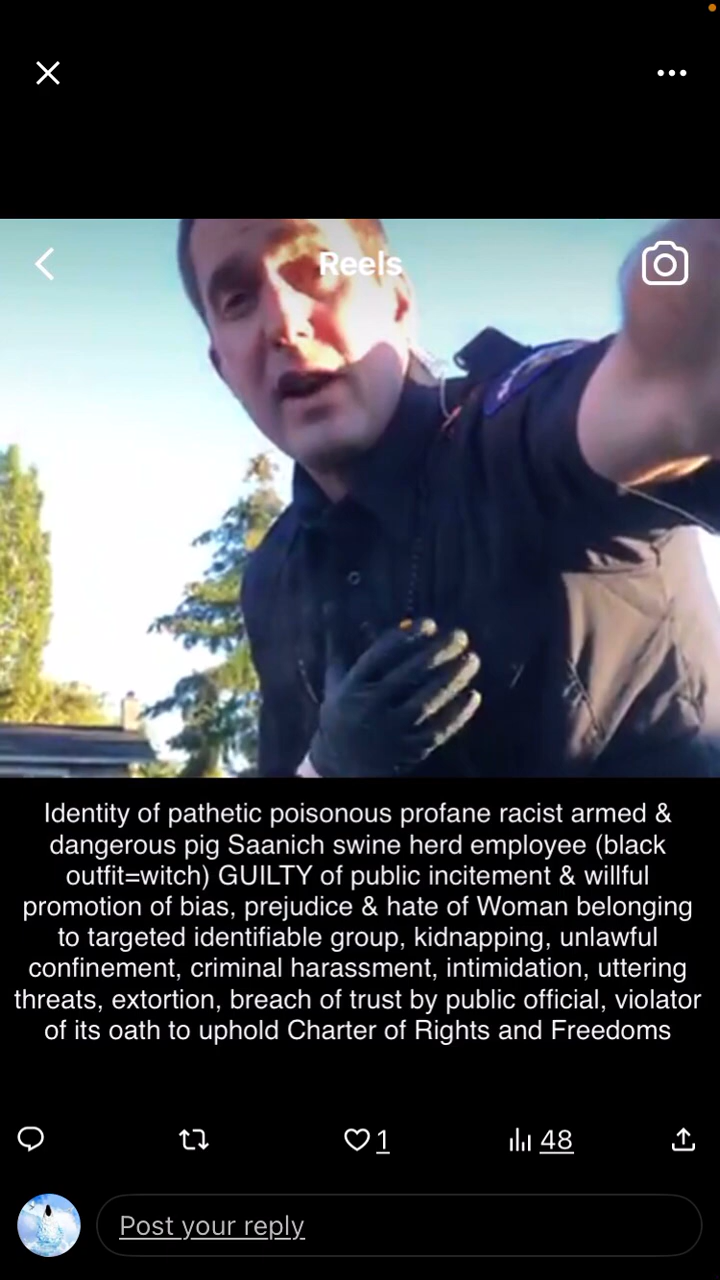 Reels
Identity of pathetic poisonous profane racist armed &
dangerous pig Saanich swine herd employee (black
outfit=witch) GUILTY of public incitement & willful
promotion of bias, prejudice & hate of Woman belonging
to targeted identifiable group, kidnapping, unlawful
confinement, criminal harassment, intimidation, uttering
threats, extortion, breach of trust by public official, violator
of its oath to uphold Charter of Rights and Freedoms
1
48
Post your reply